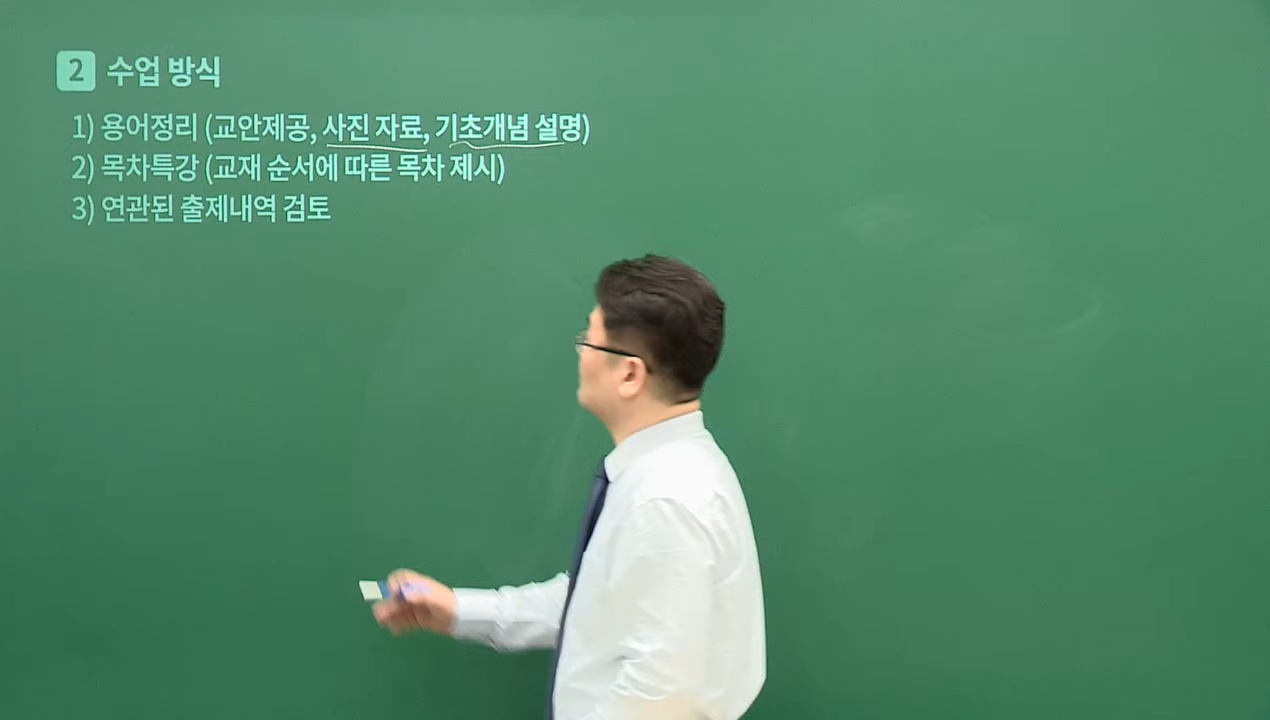 2 수업 방식
1) 용어정리 (교안제공, 사진 자료, 기초개념 설명)
2) 목차특강 (교재 순서에 따른 목차 제시)
3) 연관된 출제내역 검토